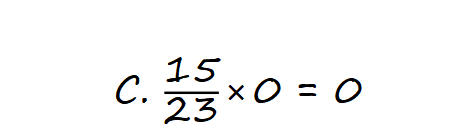 C. 15/23 × 0 = 0